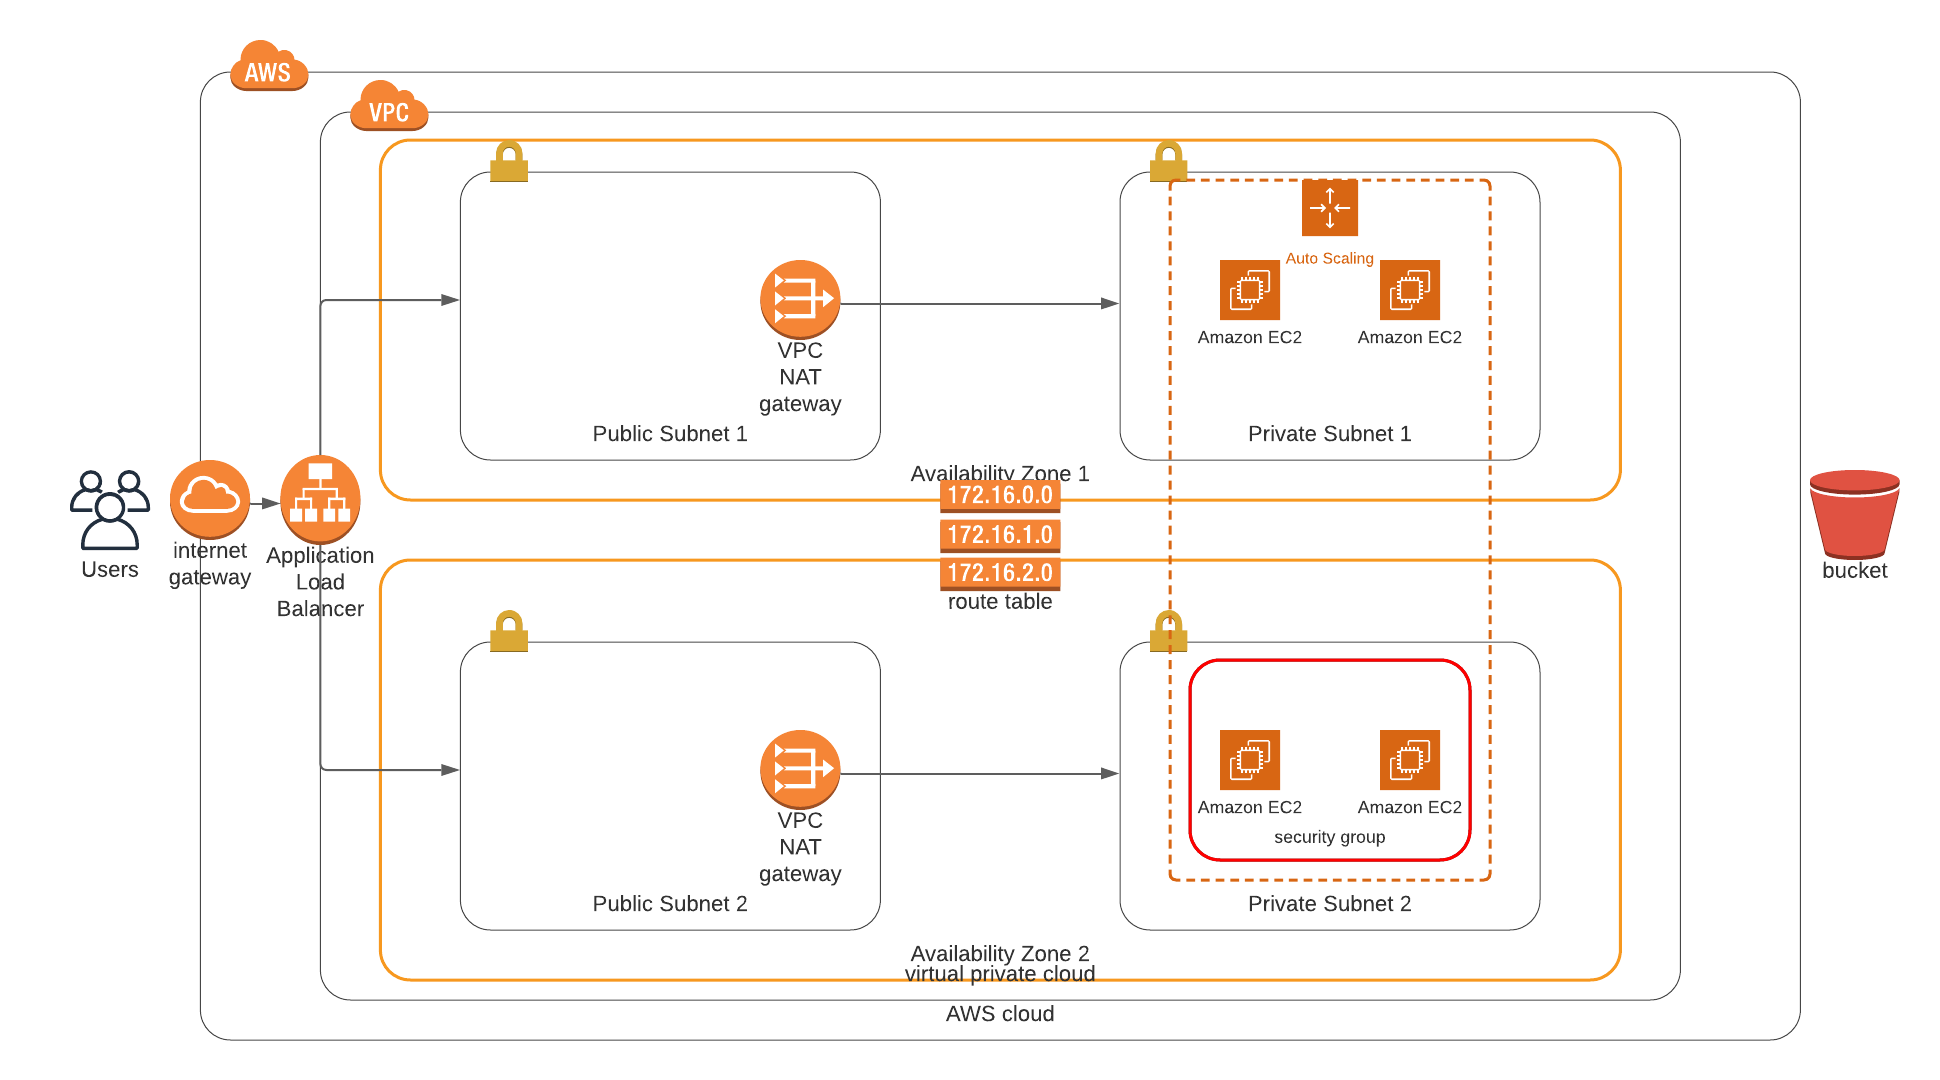 AWS
VPC
Auto Scaling
Amazon EC2
Amazon EC2
VPC
NAT
gateway
Public Subnet 1
Private Subnet 1
Availability Zone 1
172.16.0.0
172.16.1.0
172.16.2.0
route table
Users
internet
gateway
Application
Load
Balancer
bucket
Amazon EC2
Amazon EC2
security group
VPC
NAT
gateway
Public Subnet 2
Private Subnet 2
Availability Zone 2
virtual private cloud
AWS cloud